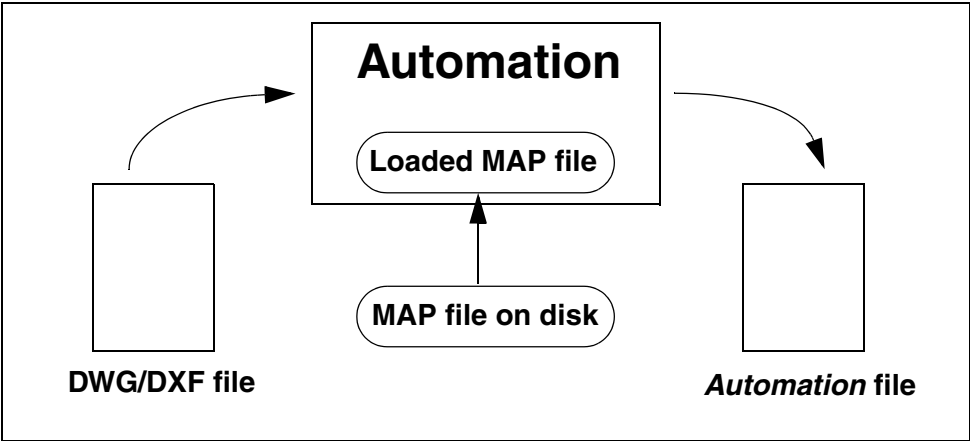 Automation
Loaded MAP file
MAP file on disk
DWG/DXF file
Automation file